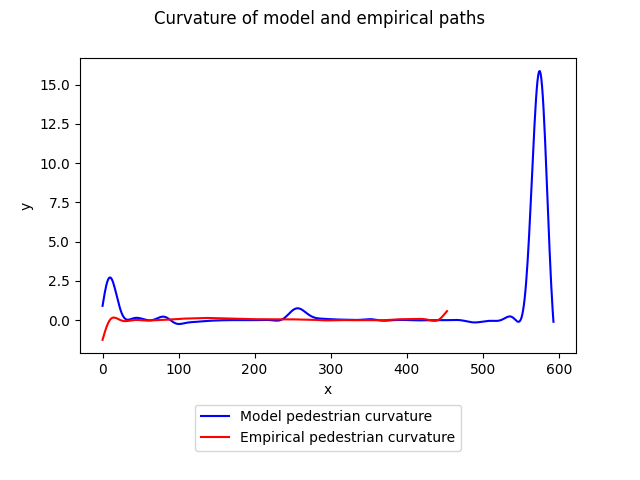 Curvature of model and empirical paths
15.0
12.5
10.0
7.5
5.0
2.5
0.0
y
0 100 200 300 400 500 600
x
Model pedestrian curvature
Empirical pedestrian curvature